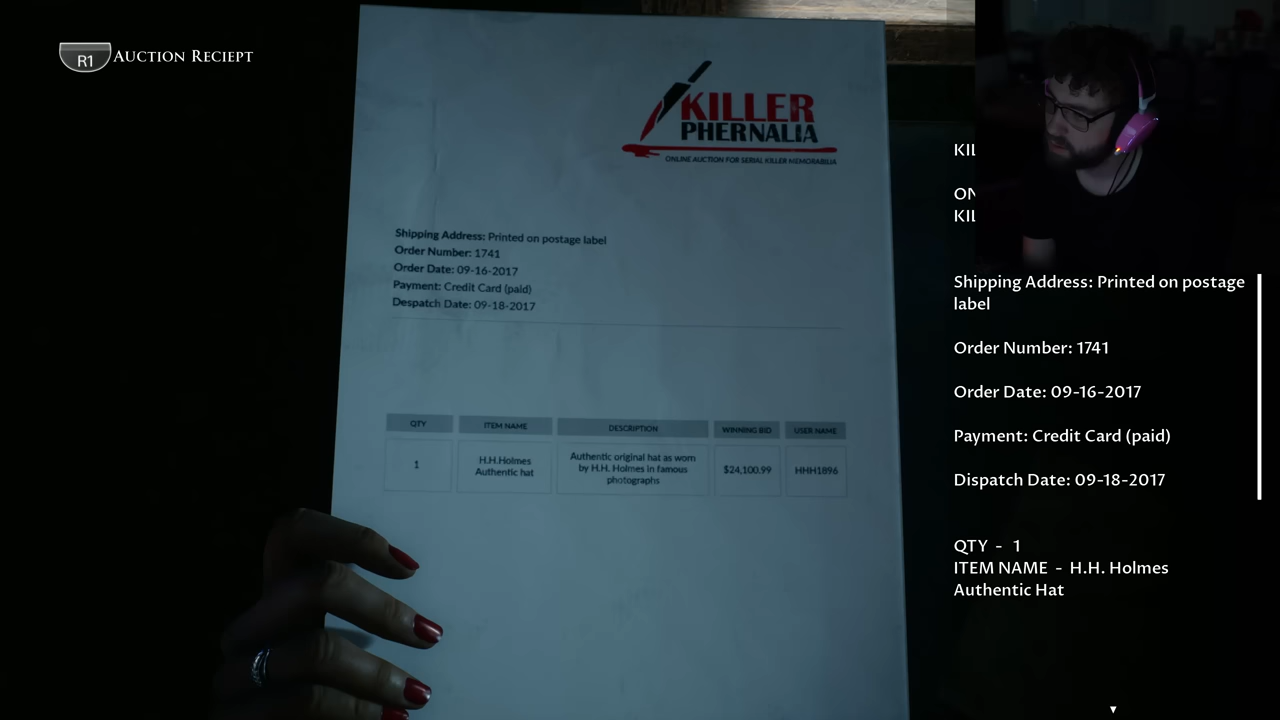 R1 AUCTION RECIEPT
KILLER
PHERNALIA
ONLINE AUCTION FOR SERIAL KILLER MEMORABILIA
Shipping Address: Printed on postage label
Order Number: 1741
Order Date: 09-16-2017
Payment: Credit Card (paid)
Despatch Date: 09-18-2017
QTY ITEM NAME DESCRIPTION WINNING BID USER NAME
1 H.H.Holmes Authentic hat Authentic original hat as worn by H.H. Holmes in famous photographs $24,100.99 HHH1896
KIL
ON
KIL
Shipping Address: Printed on postage
label
Order Number: 1741
Order Date: 09-16-2017
Payment: Credit Card (paid)
Dispatch Date: 09-18-2017
QTY - 1
ITEM NAME - H.H. Holmes
Authentic Hat